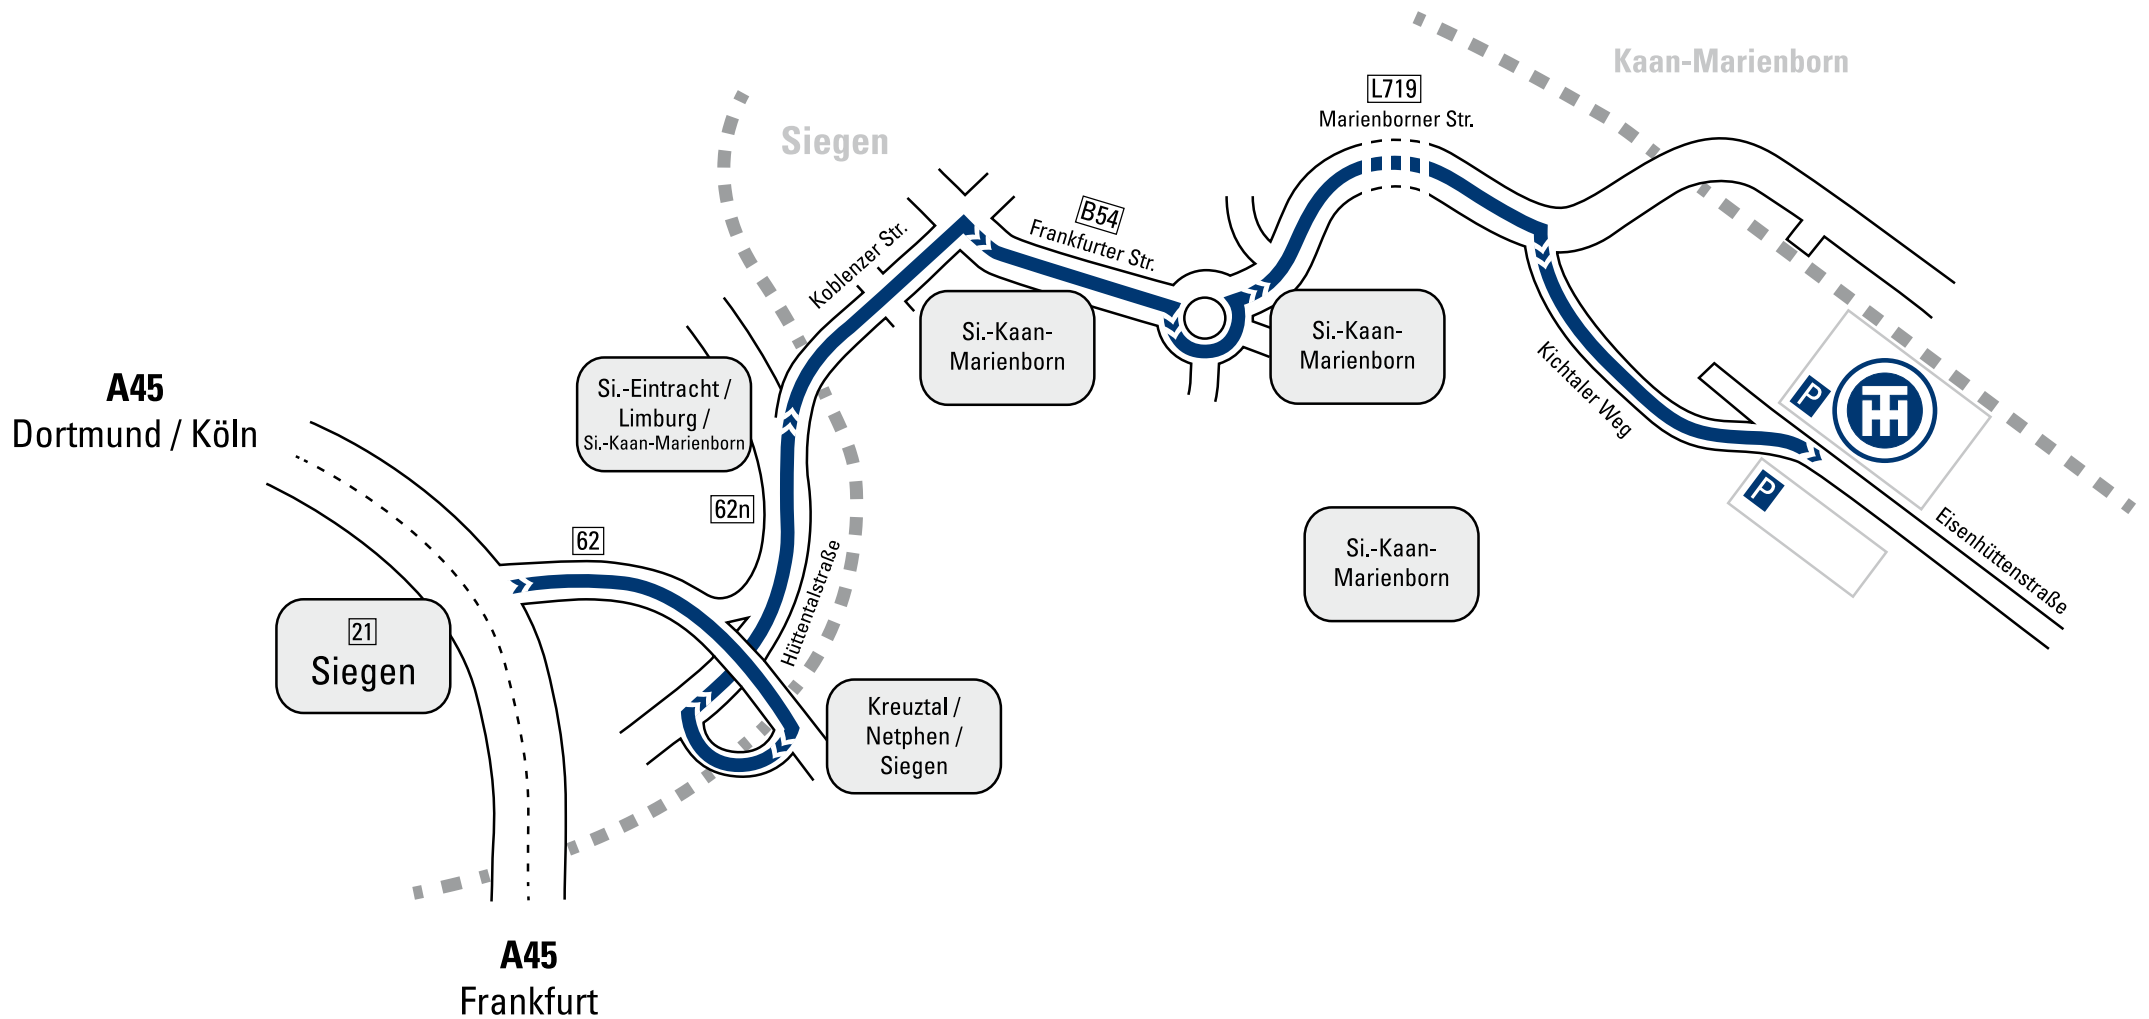 Kaan-Marienborn
L719
Marienborner Str.
Siegen
B54
Frankfurter Str.
Koblenzer Str.
Si.-Kaan-
Marienborn
Si.-Kaan-
Marienborn
A45
Dortmund / Köln
Si.-Eintracht /
Limburg /
Si.-Kaan-Marienborn
Kichtaler Weg
P
TH
P
62n
62
Si.-Kaan-
Marienborn
Eisenhüttenstraße
Hüttentalstraße
21
Siegen
Kreuztal /
Netphen /
Siegen
A45
Frankfurt